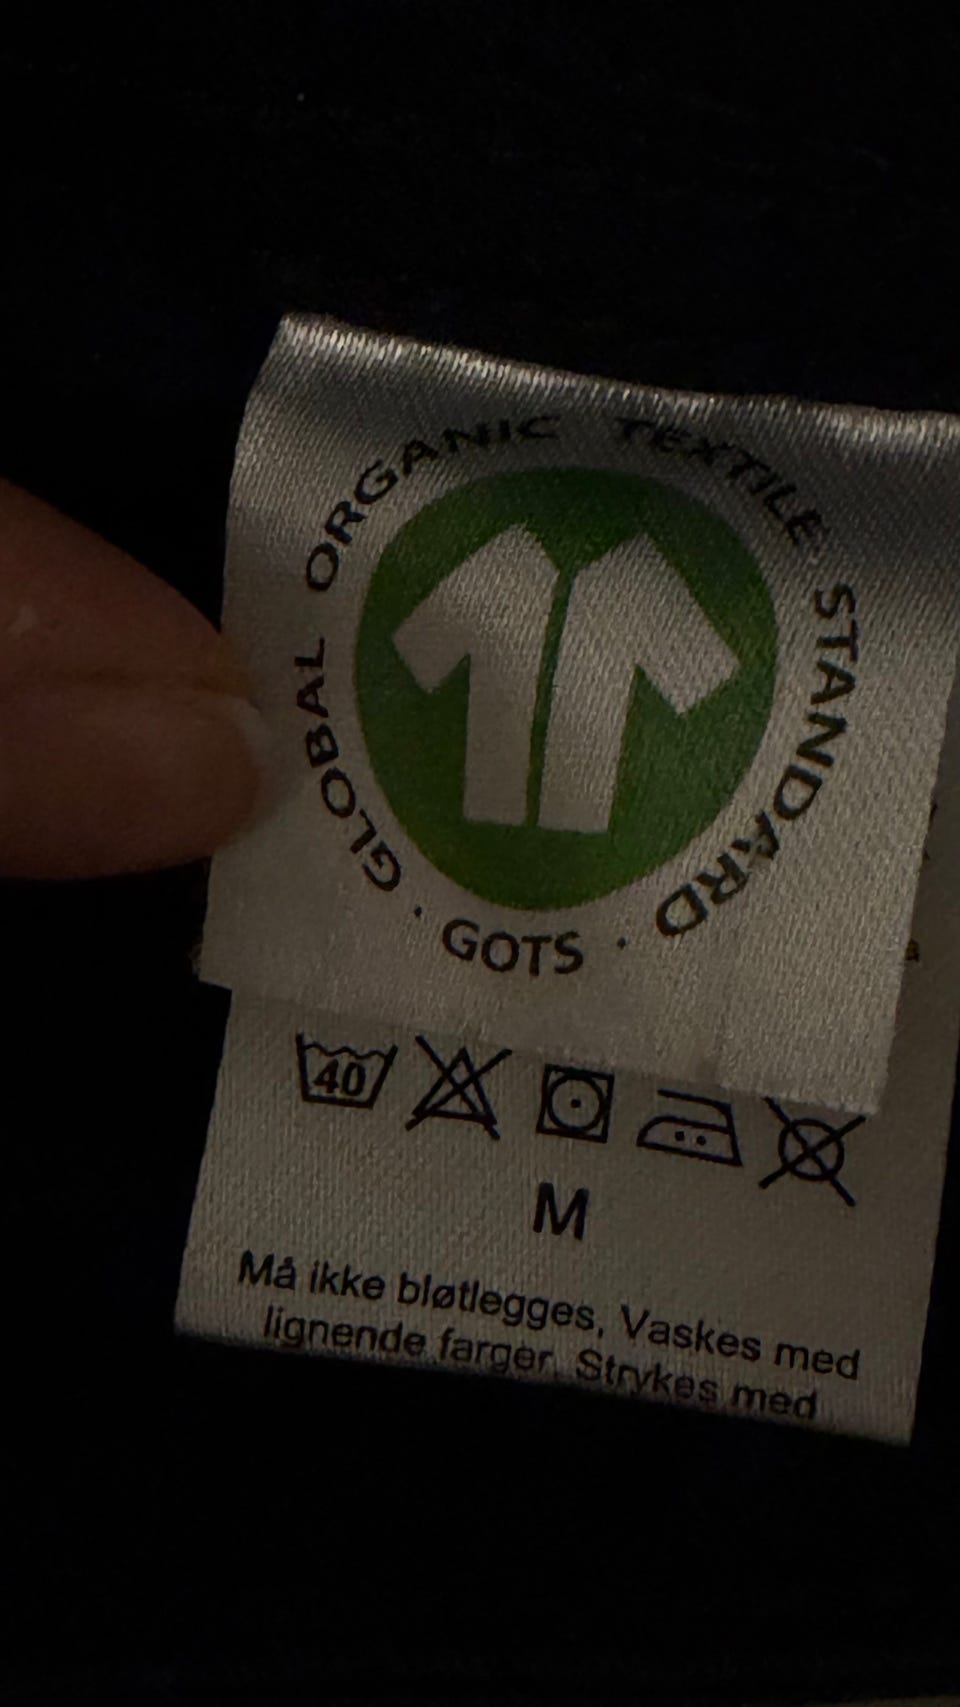 GLOBAL ORGANIC TEXTILE STANDARD
· GOTS ·
40
M
Må ikke bløtlegges, Vaskes med
lignende farger. Strykes med